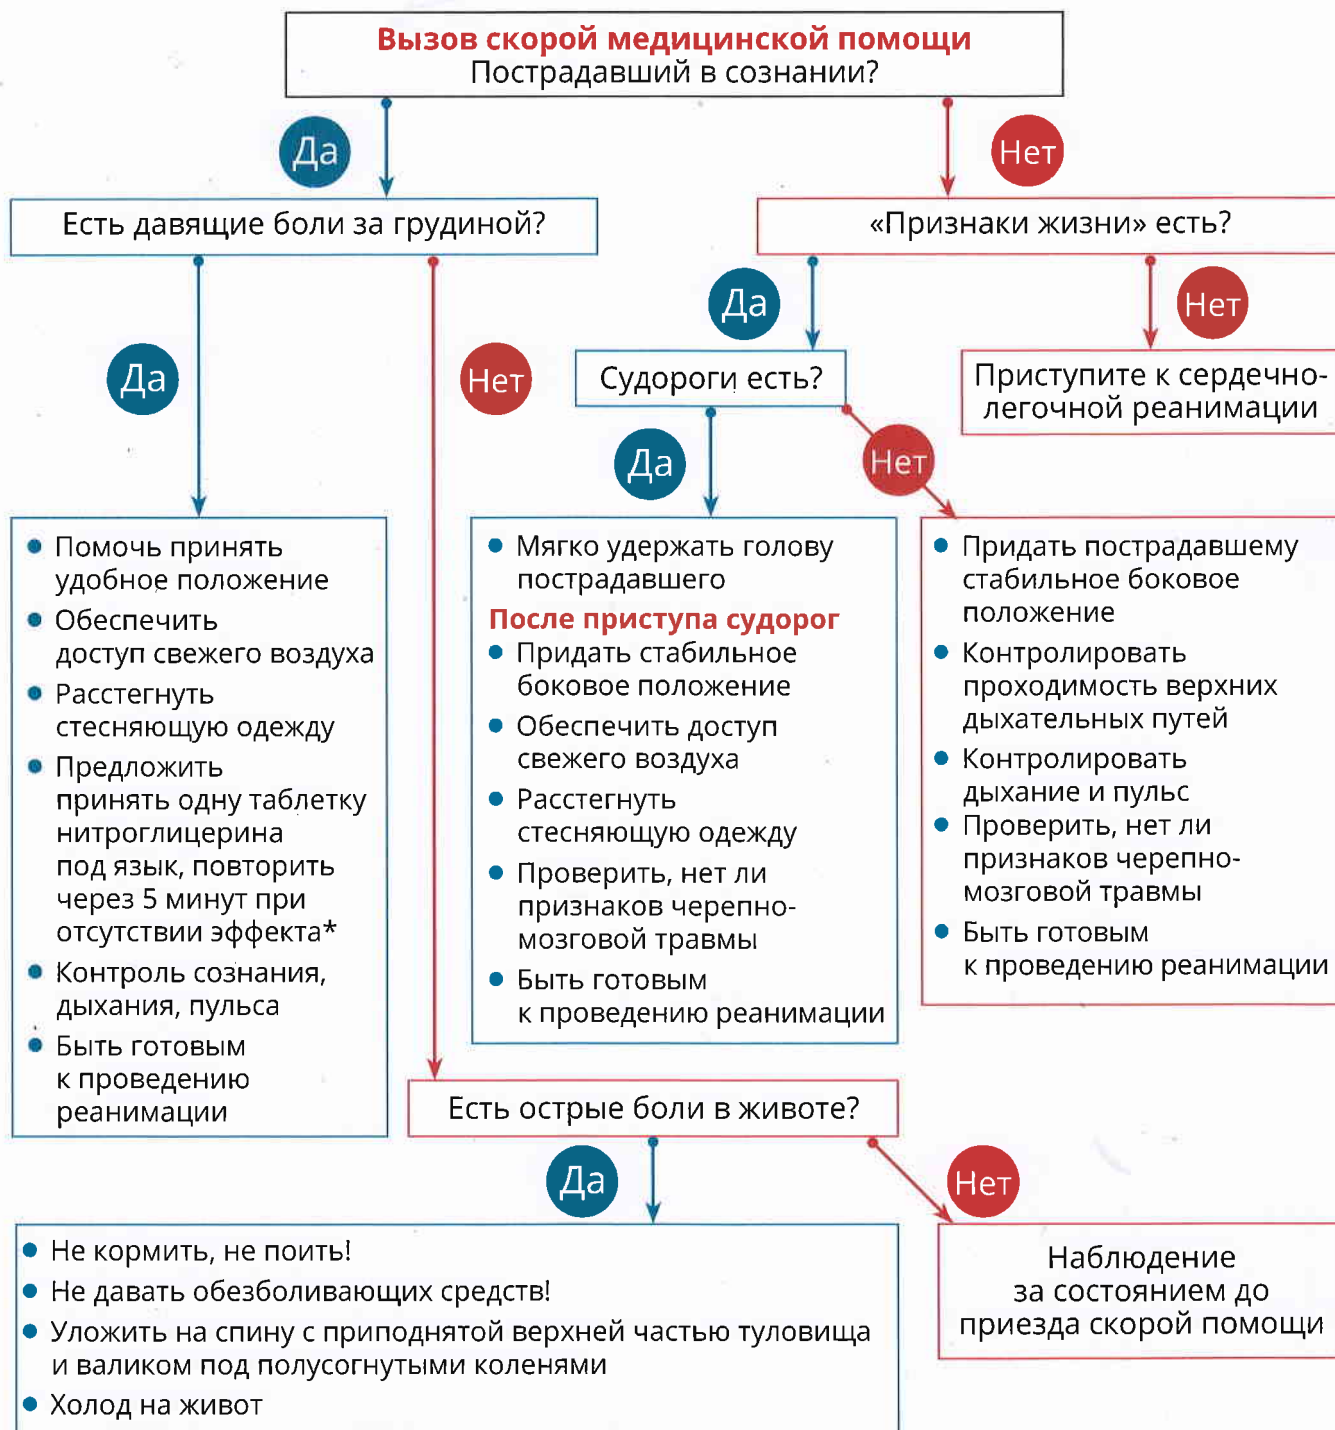 Вызов скорой медицинской помощи
Пострадавший в сознании?
Да
Нет
Есть давящие боли за грудиной?
«Признаки жизни» есть?
Да
Нет
Да
Нет
Судороги есть?
Приступите к сердечно-
легочной реанимации
Да
Нет
• Помочь принять
удобное положение
• Обеспечить
доступ свежего воздуха
• Расстегнуть
стесняющую одежду
• Предложить
принять одну таблетку
нитроглицерина
под язык, повторить
через 5 минут при
отсутствии эффекта*
• Контроль сознания,
дыхания, пульса
• Быть готовым
к проведению
реанимации
• Мягко удержать голову
пострадавшего
После приступа судорог
• Придать стабильное
боковое положение
• Обеспечить доступ
свежего воздуха
• Расстегнуть
стесняющую одежду
• Проверить, нет ли
признаков черепно-
мозговой травмы
• Быть готовым
к проведению реанимации
• Придать пострадавшему
стабильное боковое
положение
• Контролировать
проходимость верхних
дыхательных путей
• Контролировать
дыхание и пульс
• Проверить, нет ли
признаков черепно-
мозговой травмы
• Быть готовым
к проведению реанимации
Есть острые боли в животе?
Да
Нет
• Не кормить, не поить!
• Не давать обезболивающих средств!
• Уложить на спину с приподнятой верхней частью туловища
и валиком под полусогнутыми коленями
• Холод на живот
Наблюдение
за состоянием до
приезда скорой помощи